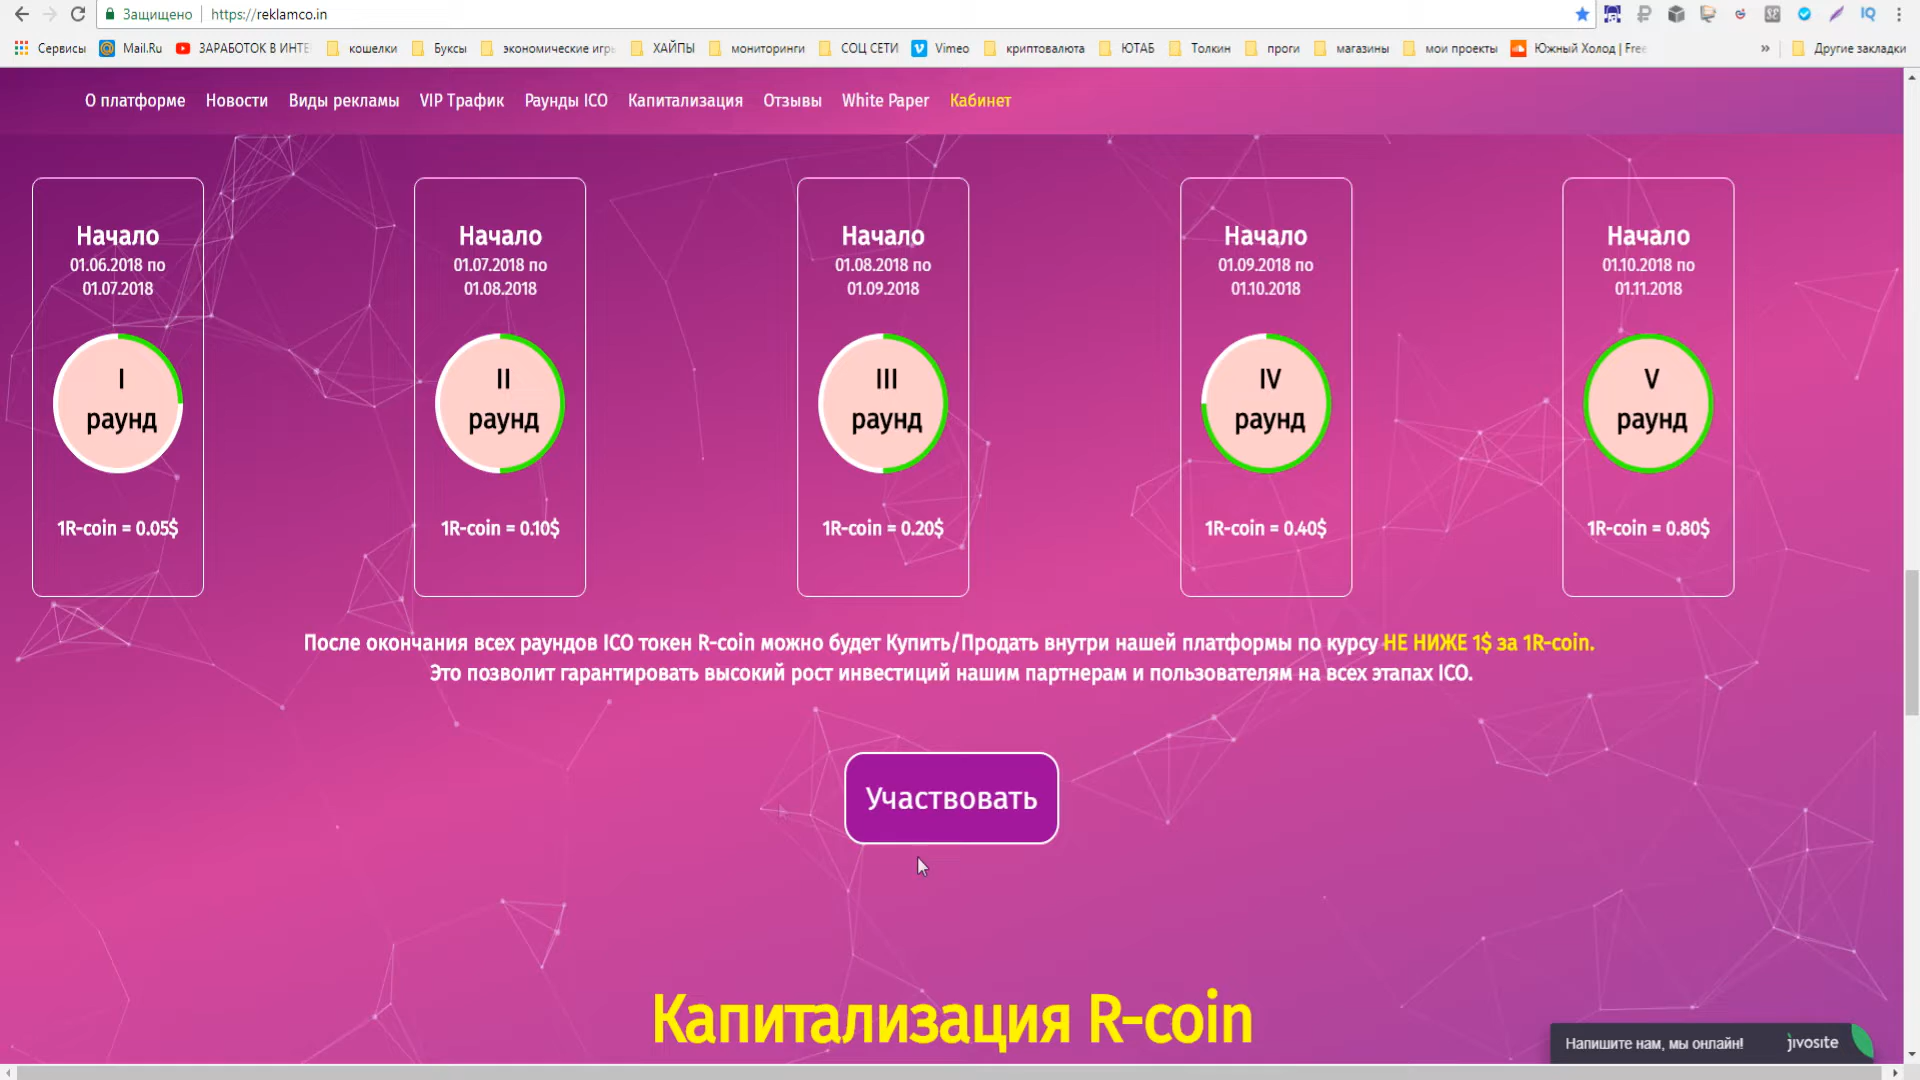 Защищено
https://reklamco.in
Сервисы
Mail.Ru
ЗАРАБОТОК В ИНТЕ
кошелки
Буксы
экономические игры
ХАЙПЫ
мониторинги
СОЦ СЕТИ
Vimeo
криптовалюта
ЮТАБ
Толкин
проги
магазины
мои проекты
Южный Холод | Free
»
Другие закладки
О платформе
Новости
Виды рекламы
VIP Трафик
Раунды ICO
Капитализация
Отзывы
White Paper
Кабинет
Начало
01.06.2018 по
01.07.2018
I
раунд
1R-coin = 0.05$
Начало
01.07.2018 по
01.08.2018
II
раунд
1R-coin = 0.10$
Начало
01.08.2018 по
01.09.2018
III
раунд
1R-coin = 0.20$
Начало
01.09.2018 по
01.10.2018
IV
раунд
1R-coin = 0.40$
Начало
01.10.2018 по
01.11.2018
V
раунд
1R-coin = 0.80$
После окончания всех раундов ICO токен R-coin можно будет Купить/Продать внутри нашей платформы по курсу НЕ НИЖЕ 1$ за 1R-coin.
Это позволит гарантировать высокий рост инвестиций нашим партнерам и пользователям на всех этапах ICO.
Участвовать
Капитализация R-coin
Напишите нам, мы онлайн!
jivosite
IQ